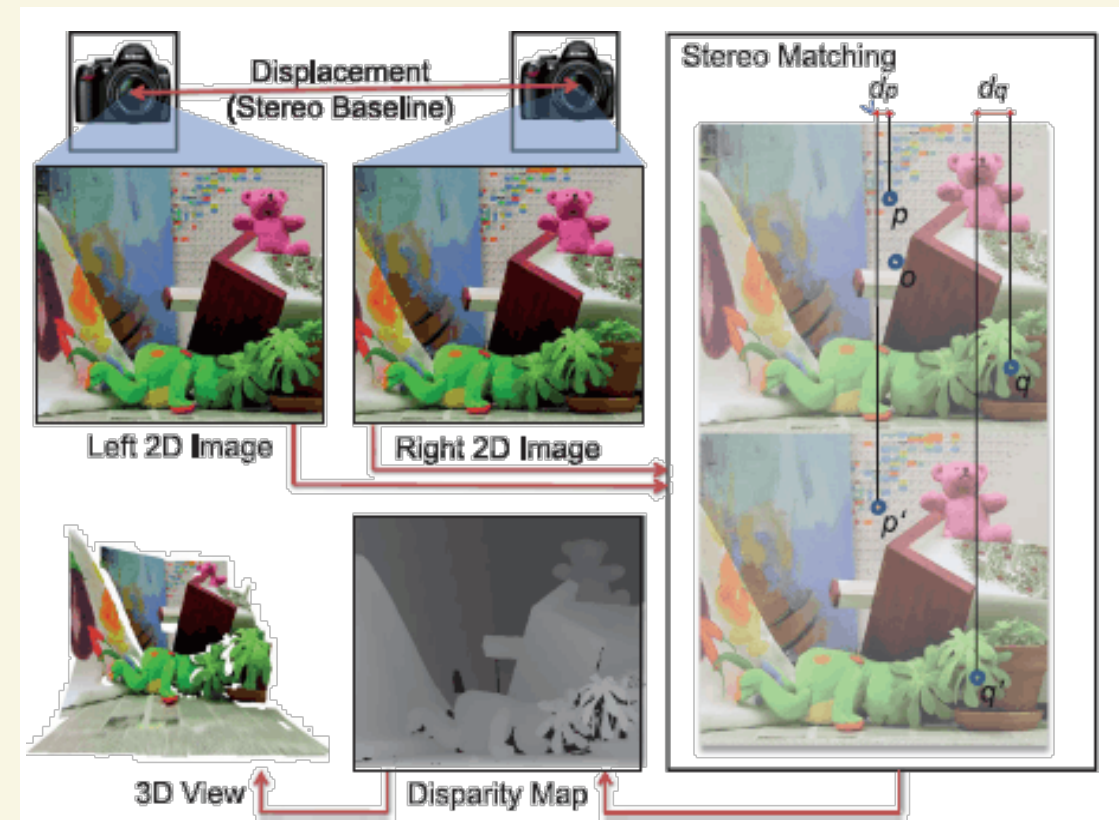 Displacement
(Stereo Baseline)
Left 2D Image
Right 2D Image
Stereo Matching
dp
dq
p
o
q
p'
q'
3D View
Disparity Map